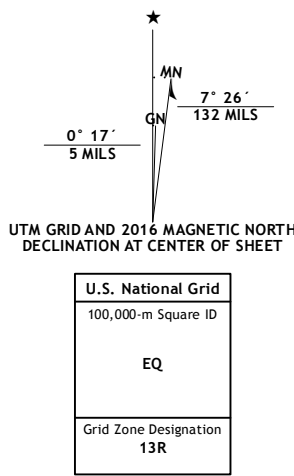 ★
MN
7° 26´
132 MILS
GN
0° 17´
5 MILS
UTM GRID AND 2016 MAGNETIC NORTH
DECLINATION AT CENTER OF SHEET
U.S. National Grid
100,000-m Square ID
EQ
Grid Zone Designation
13R